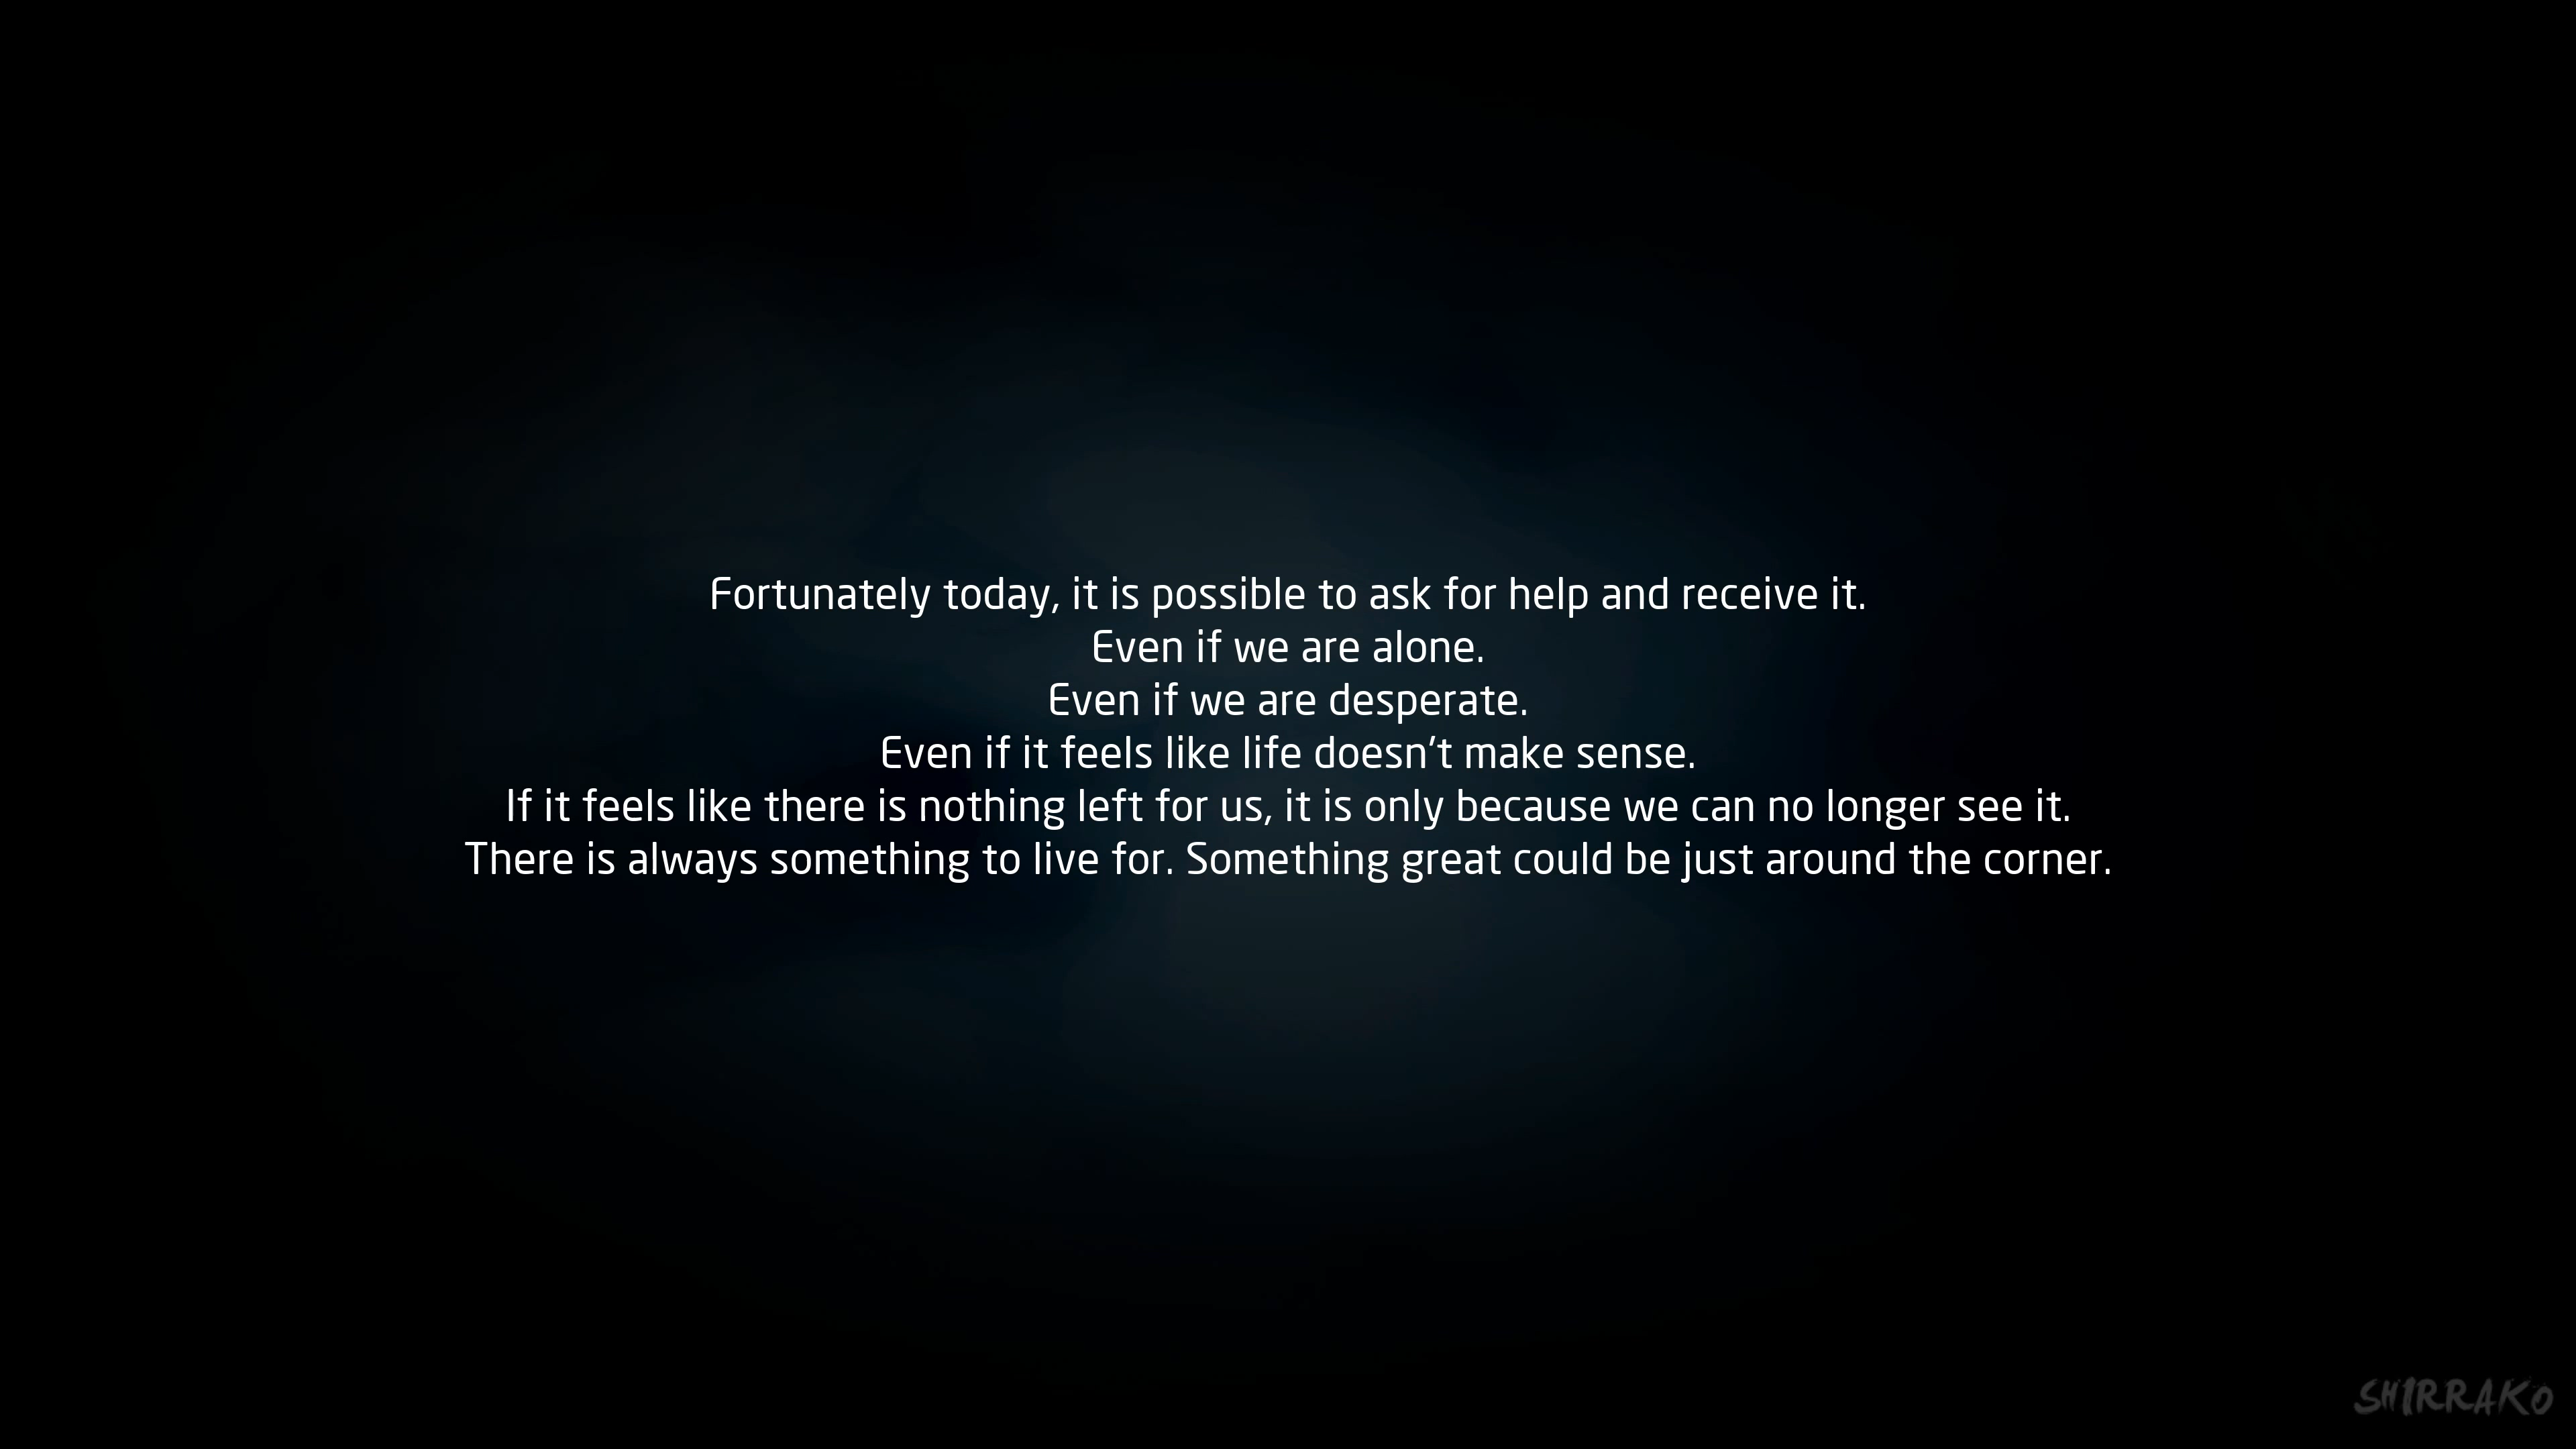 Fortunately today, it is possible to ask for help and receive it.
Even if we are alone.
Even if we are desperate.
Even if it feels like life doesn't make sense.
If it feels like there is nothing left for us, it is only because we can no longer see it.
There is always something to live for. Something great could be just around the corner.
SHIRRAKO